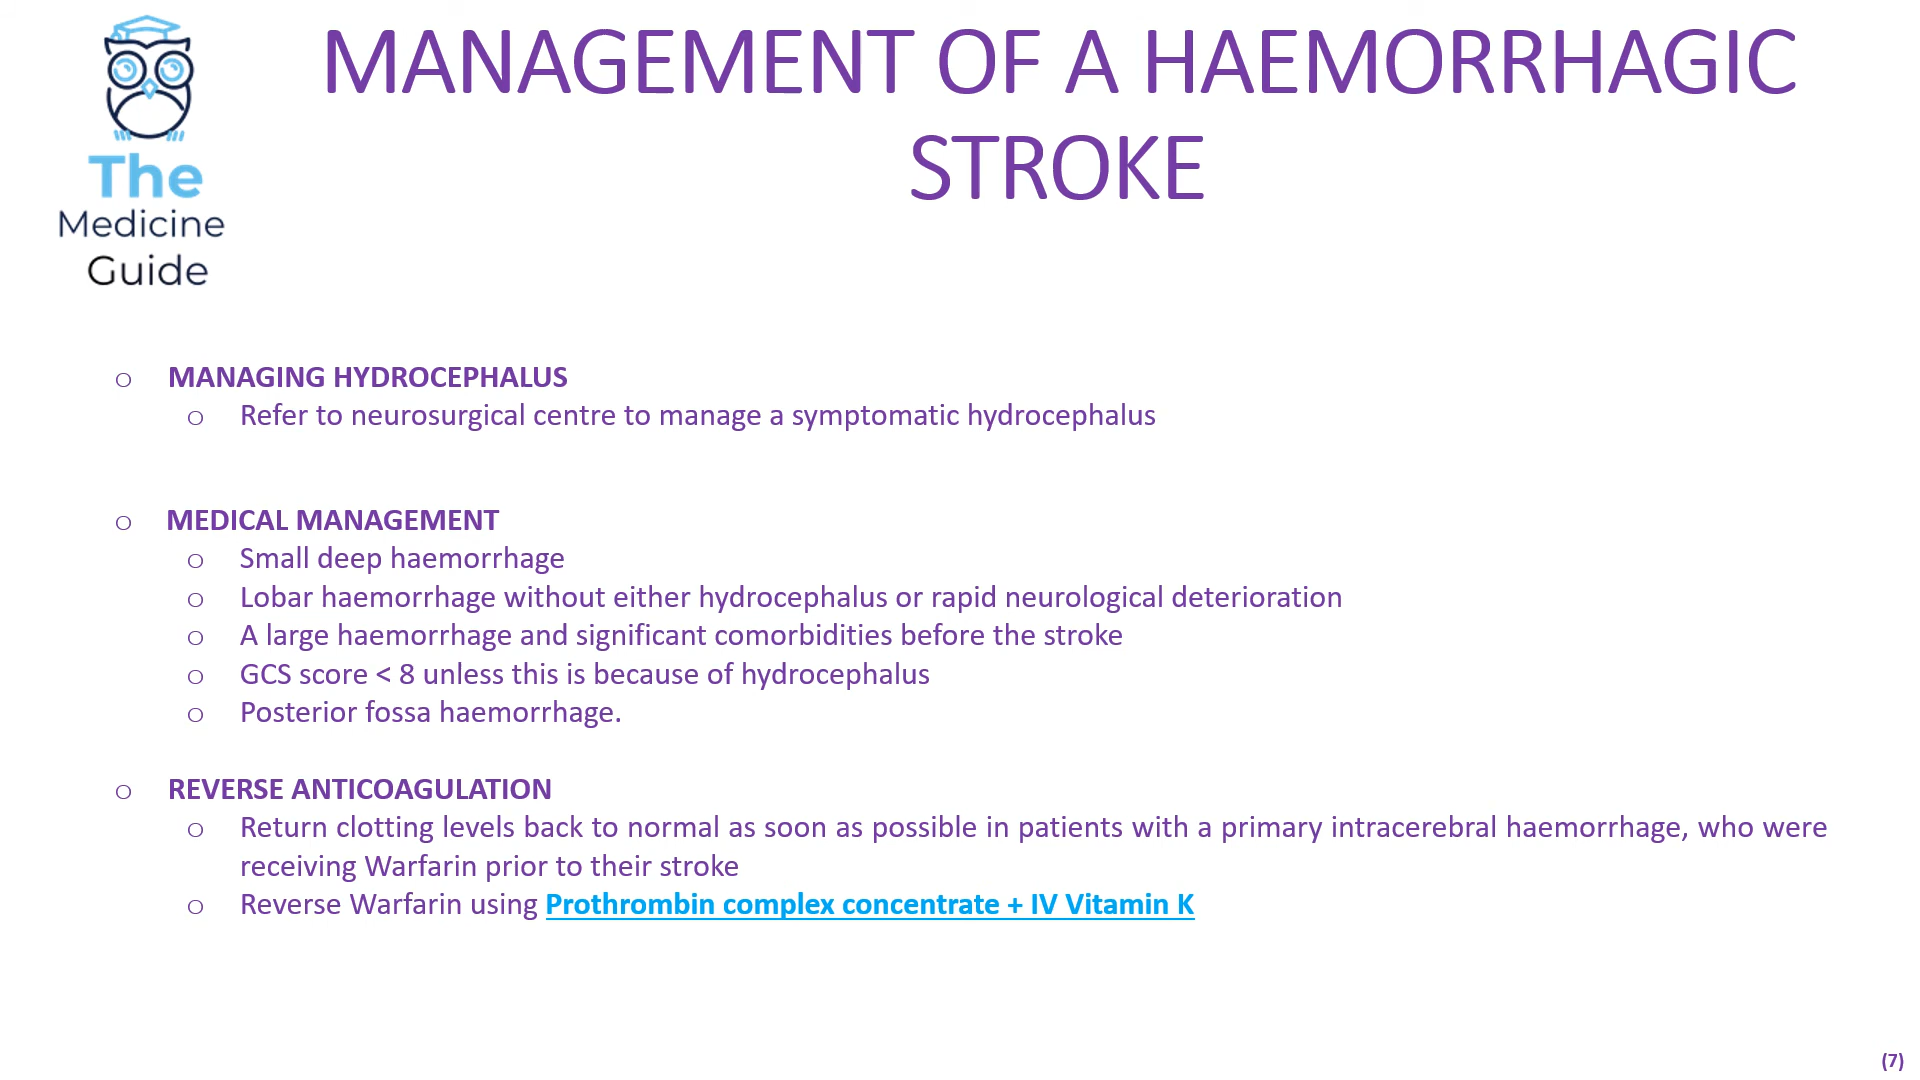 MANAGEMENT OF A HAEMORRHAGIC
STROKE
The
Medicine
Guide
o MANAGING HYDROCEPHALUS
o Refer to neurosurgical centre to manage a symptomatic hydrocephalus
o MEDICAL MANAGEMENT
o Small deep haemorrhage
o Lobar haemorrhage without either hydrocephalus or rapid neurological deterioration
o A large haemorrhage and significant comorbidities before the stroke
o GCS score < 8 unless this is because of hydrocephalus
o Posterior fossa haemorrhage.
o REVERSE ANTICOAGULATION
o Return clotting levels back to normal as soon as possible in patients with a primary intracerebral haemorrhage, who were
receiving Warfarin prior to their stroke
o Reverse Warfarin using Prothrombin complex concentrate + IV Vitamin K
(7)